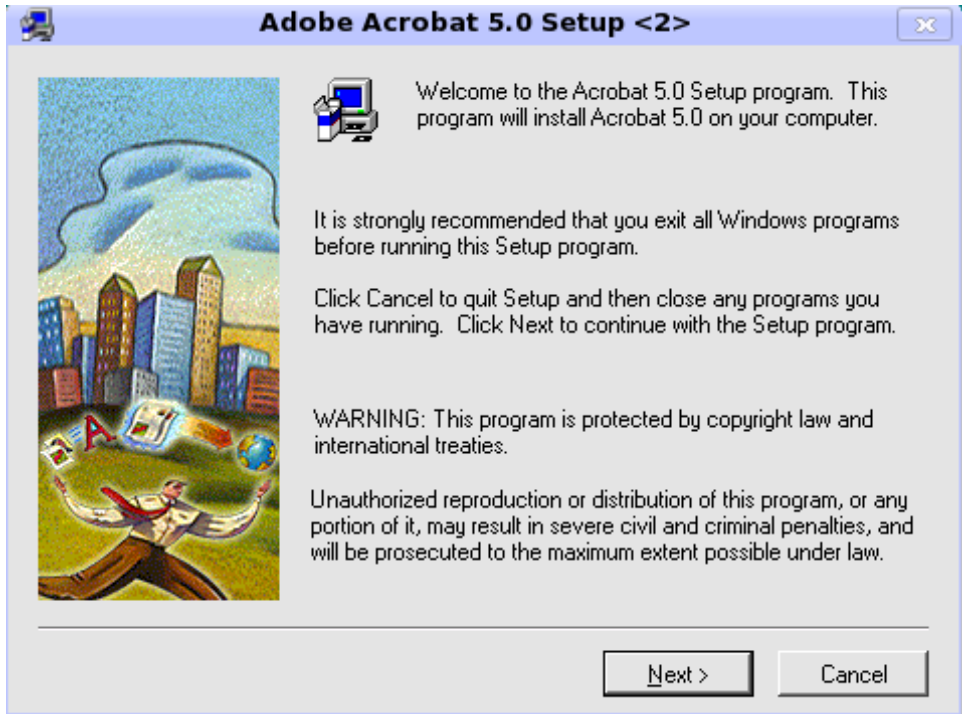 Adobe Acrobat 5.0 Setup <2>
Welcome to the Acrobat 5.0 Setup program.  This
program will install Acrobat 5.0 on your computer.
It is strongly recommended that you exit all Windows programs
before running this Setup program.
Click Cancel to quit Setup and then close any programs you
have running.  Click Next to continue with the Setup program.
WARNING: This program is protected by copyright law and
international treaties.
Unauthorized reproduction or distribution of this program, or any
portion of it, may result in severe civil and criminal penalties, and
will be prosecuted to the maximum extent possible under law.
A
Next >
Cancel